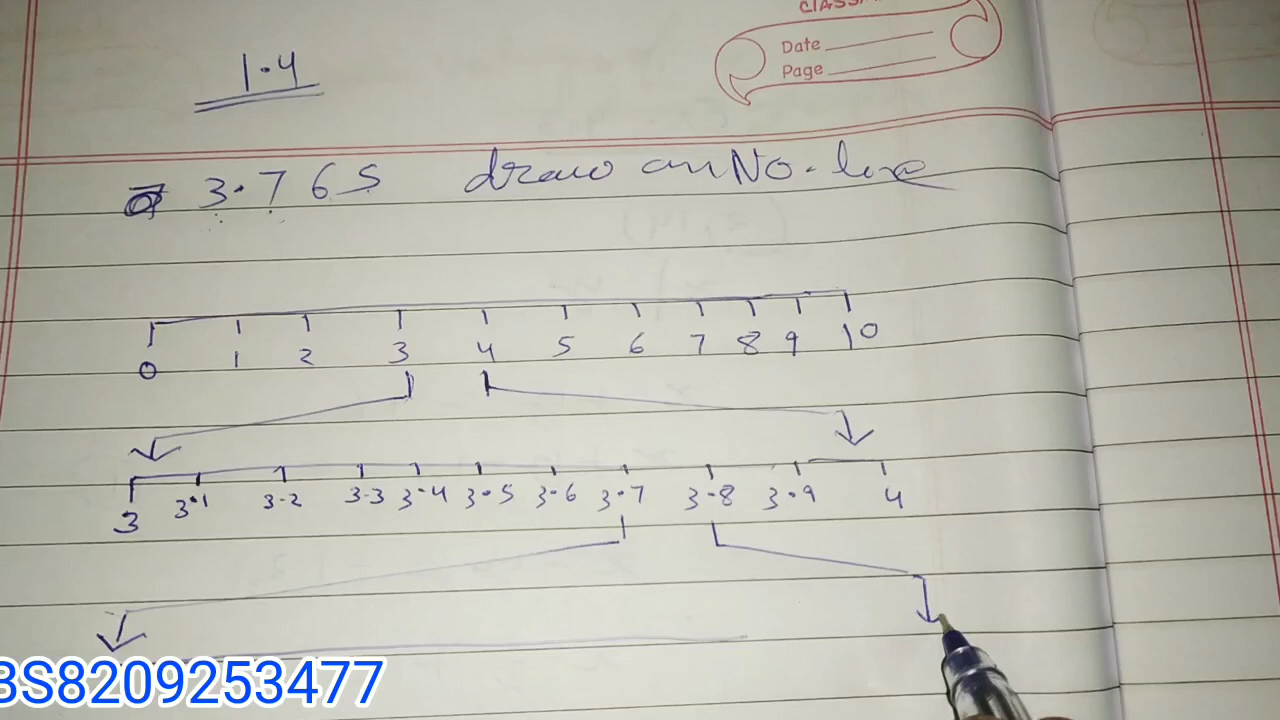 CLASS
Date
Page
1.4
Q 3.765 draw on No. line
0 1 2 3 4 5 6 7 8 9 10
3 3.1 3.2 3.3 3.4 3.5 3.6 3.7 3.8 3.9 4
BS8209253477